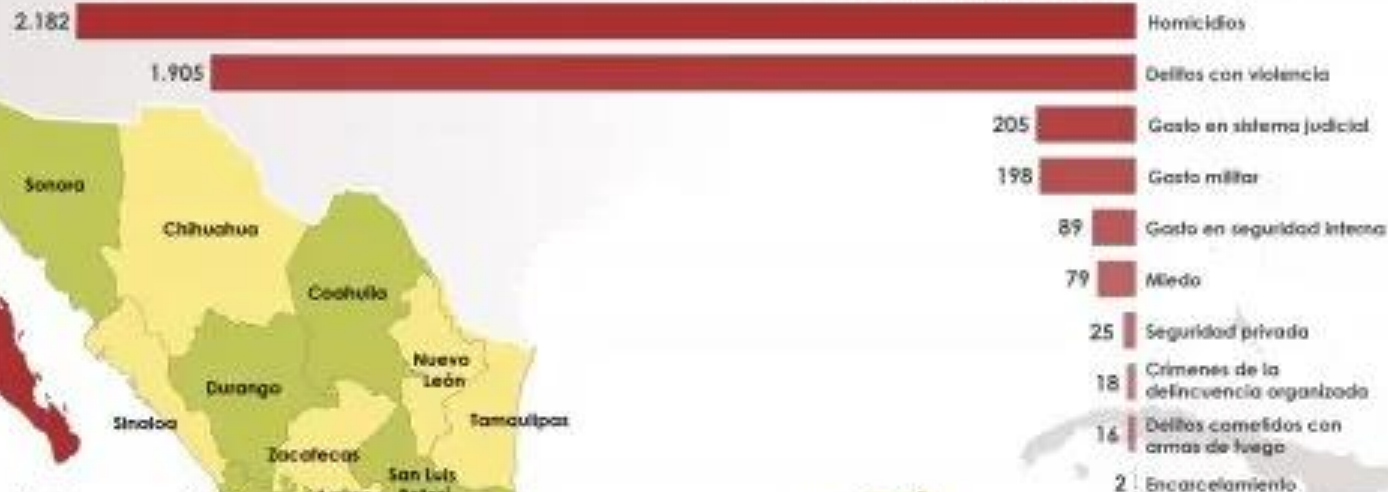 2.182 Homicidios
1.905 Delitos con violencia
205 Gasto en sistema judicial
198 Gasto militar
89 Gasto en seguridad interna
79 Miedo
25 Seguridad privada
18 Crímenes de la
delincuencia organizada
16 Delitos cometidos con
armas de fuego
2 Encarcelamiento
Sonora
Chihuahua
Coahuila
Nuevo
León
Durango
Sinaloa
Tamaulipas
Zacatecas
San Luis